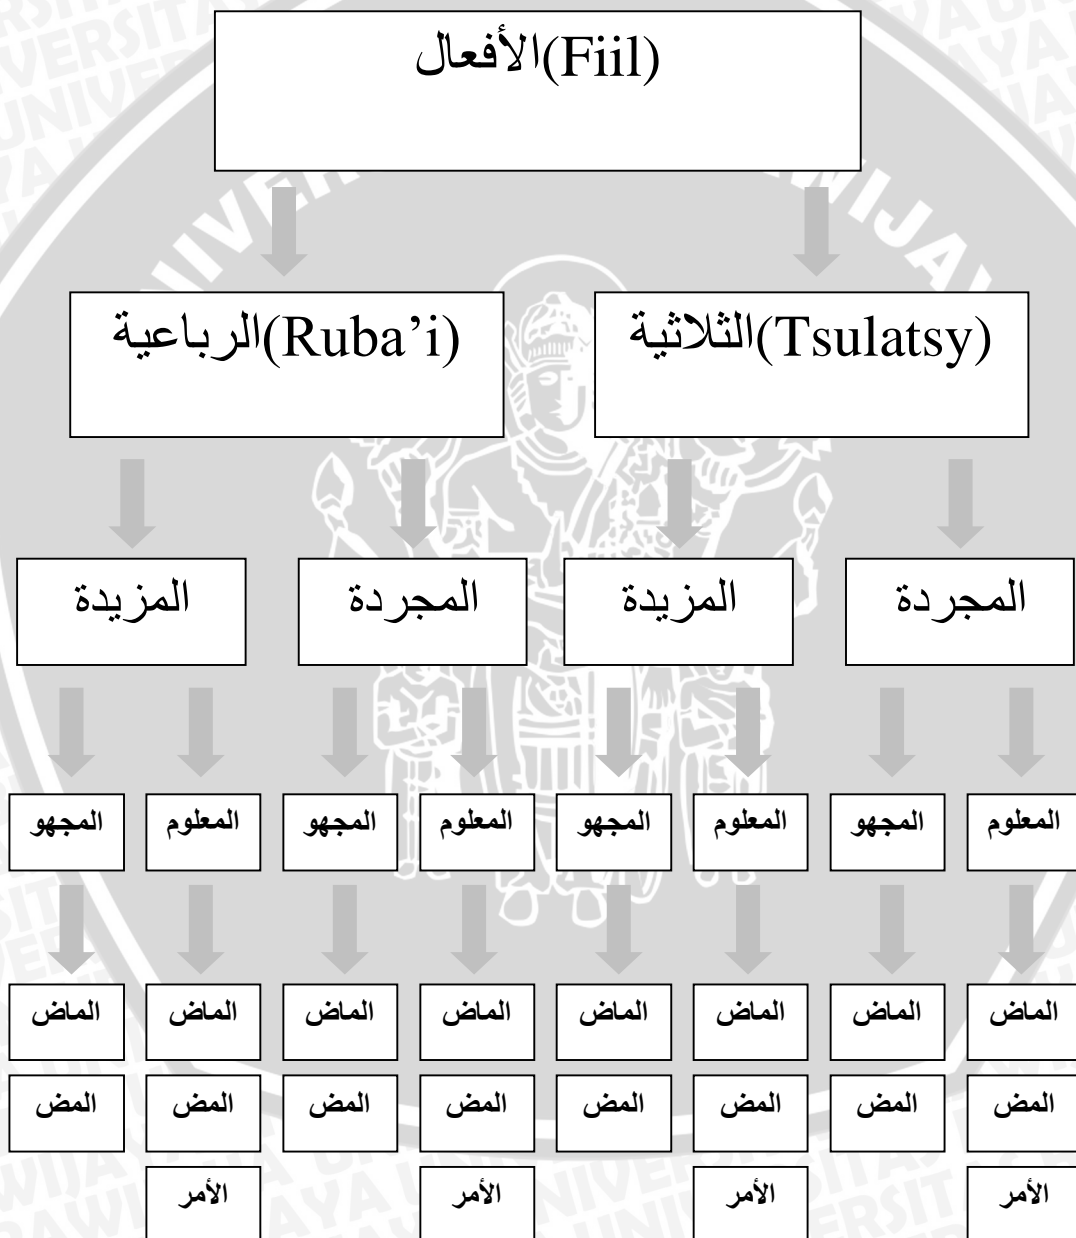 الأفعال(Fiil)
الثلاثية(Tsulatsy)
الرباعية(Ruba’i)
المجردة
المزيدة
المجردة
المزيدة
المعلوم
المجهو
المعلوم
المجهو
المعلوم
المجهو
المعلوم
المجهو
الماض
الماض
الماض
الماض
الماض
الماض
الماض
الماض
المض
المض
المض
المض
المض
المض
المض
المض
الأمر
الأمر
الأمر
الأمر